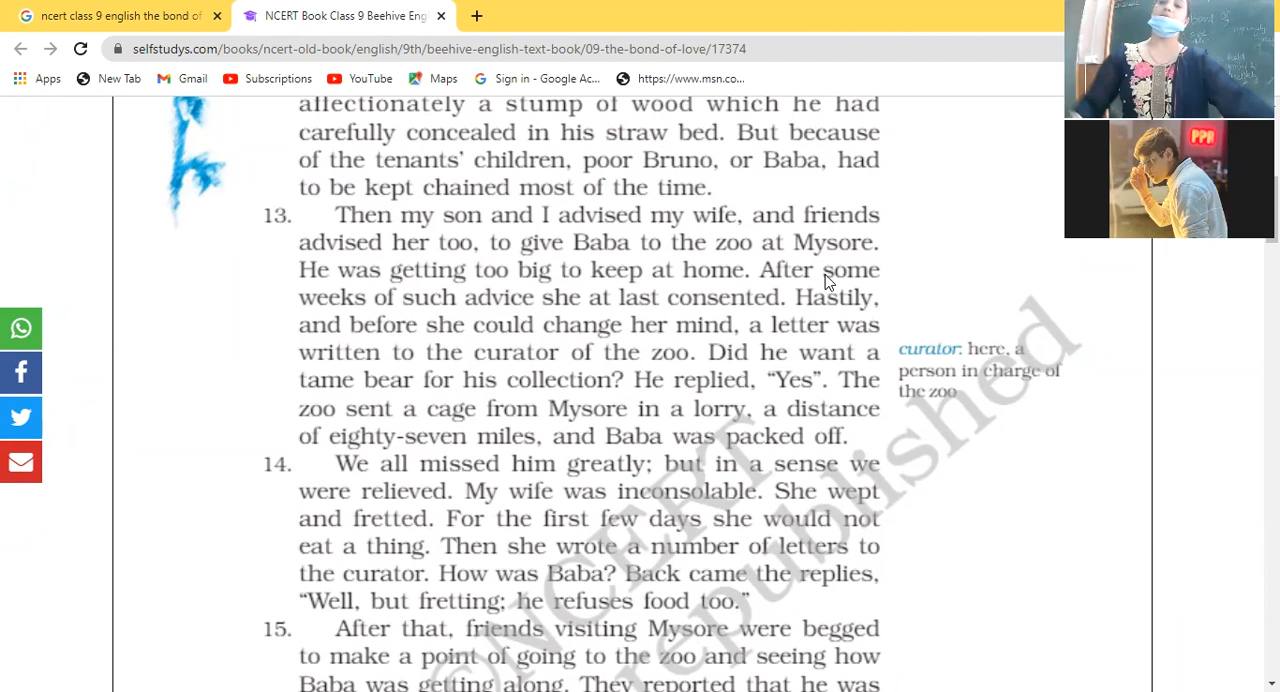 ncert class 9 english the bond of
NCERT Book Class 9 Beehive Eng
selfstudys.com/books/ncert-old-book/english/9th/beehive-english-text-book/09-the-bond-of-love/17374
Apps
New Tab
Gmail
Subscriptions
YouTube
Maps
Sign in - Google Ac...
https://www.msn.co...
affectionately a stump of wood which he had
carefully concealed in his straw bed. But because
of the tenants' children, poor Bruno, or Baba, had
to be kept chained most of the time.
13. Then my son and I advised my wife, and friends
advised her too, to give Baba to the zoo at Mysore.
He was getting too big to keep at home. After some
weeks of such advice she at last consented. Hastily,
and before she could change her mind, a letter was
written to the curator of the zoo. Did he want a
tame bear for his collection? He replied, “Yes”. The
zoo sent a cage from Mysore in a lorry, a distance
of eighty-seven miles, and Baba was packed off.
curator: here, a
person in charge of
the zoo
14. We all missed him greatly; but in a sense we
were relieved. My wife was inconsolable. She wept
and fretted. For the first few days she would not
eat a thing. Then she wrote a number of letters to
the curator. How was Baba? Back came the replies,
“Well, but fretting; he refuses food too.”
15. After that, friends visiting Mysore were begged
to make a point of going to the zoo and seeing how
Baba was getting along. They reported that he was
©NCERT
republished
PPR